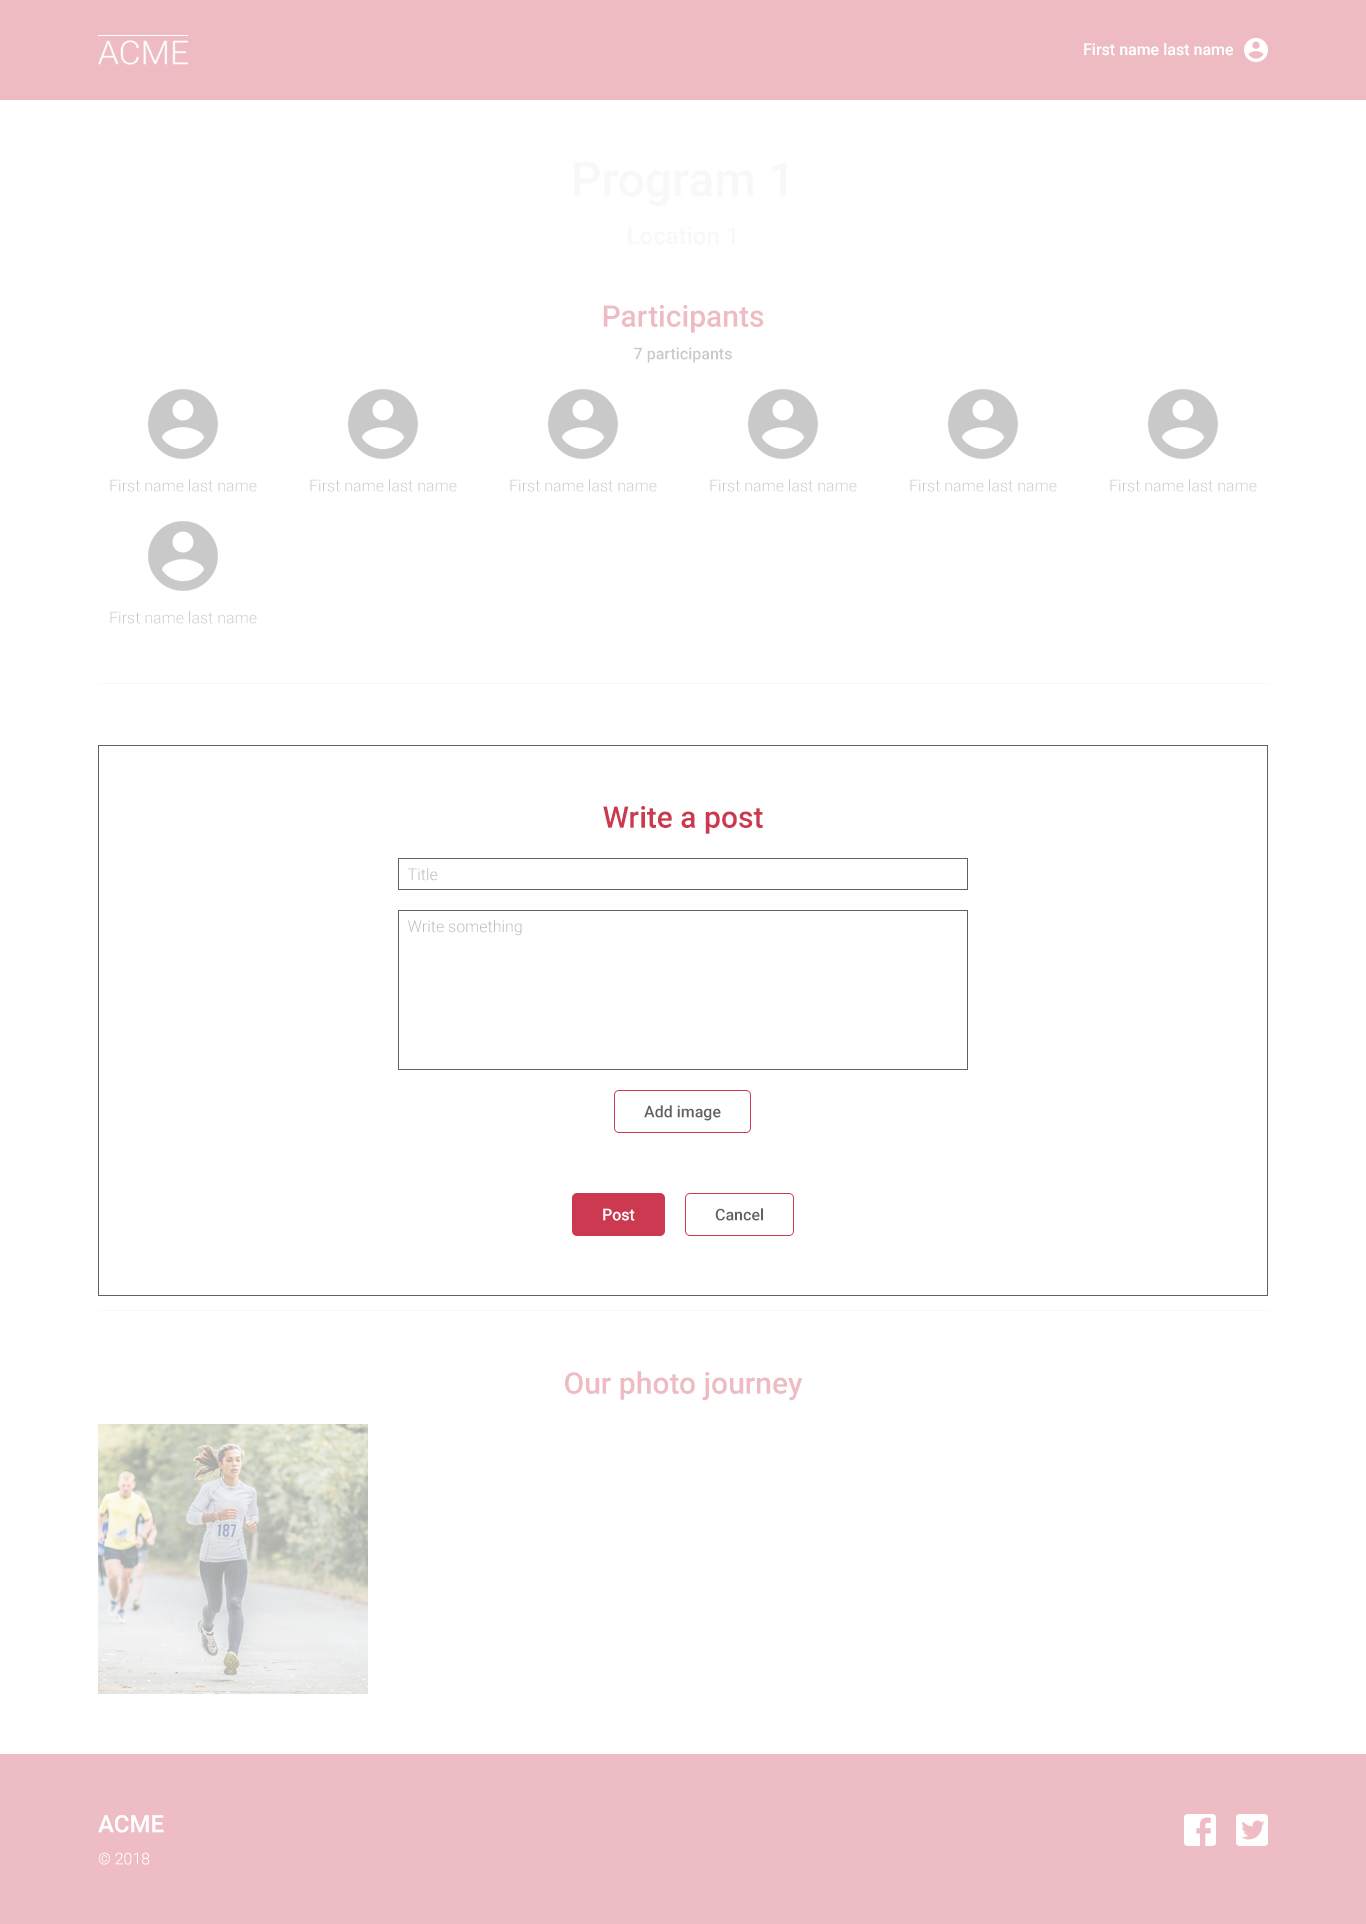 ACME
First name last name
Program 1
Location 1
Participants
7 participants
First name last name
First name last name
First name last name
First name last name
First name last name
First name last name
First name last name
Write a post
Title
Write something
Add image
Post
Cancel
Our photo journey
187
ACME
© 2018